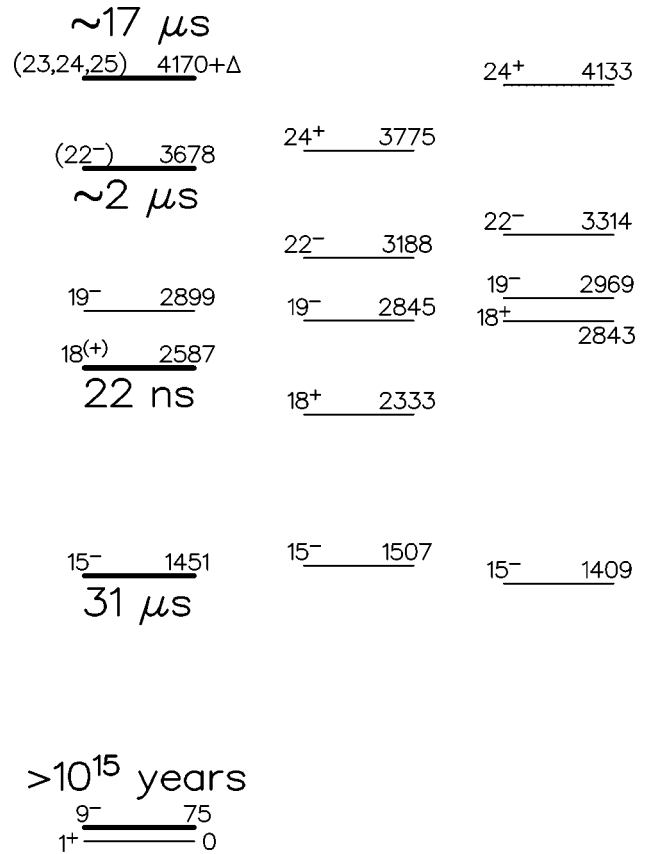 ~17 μs
(23,24,25) 4170+Δ
24⁺ 4133
24⁺ 3775
(22⁻) 3678
~2 μs
22⁻ 3314
22⁻ 3188
19⁻ 2969
19⁻ 2899
19⁻ 2845
18⁺ 2843
18⁽⁺⁾ 2587
22 ns
18⁺ 2333
15⁻ 1507
15⁻ 1451
15⁻ 1409
31 μs
>10¹⁵ years
9⁻ 75
1⁺ 0